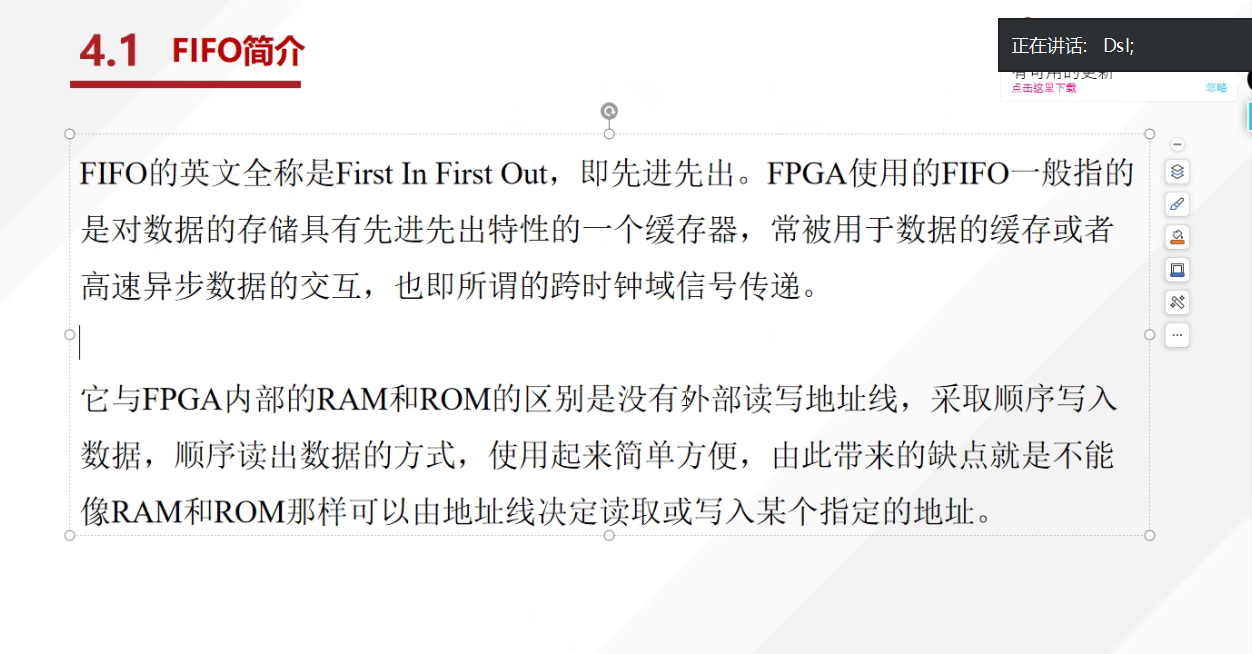 4.1 FIFO简介
正在讲话: Dsl;
有可用的更新
点击这里下载 忽略
FIFO的英文全称是First In First Out，即先进先出。FPGA使用的FIFO一般指的
是对数据的存储具有先进先出特性的一个缓存器，常被用于数据的缓存或者
高速异步数据的交互，也即所谓的跨时钟域信号传递。
它与FPGA内部的RAM和ROM的区别是没有外部读写地址线，采取顺序写入
数据，顺序读出数据的方式，使用起来简单方便，由此带来的缺点就是不能
像RAM和ROM那样可以由地址线决定读取或写入某个指定的地址。